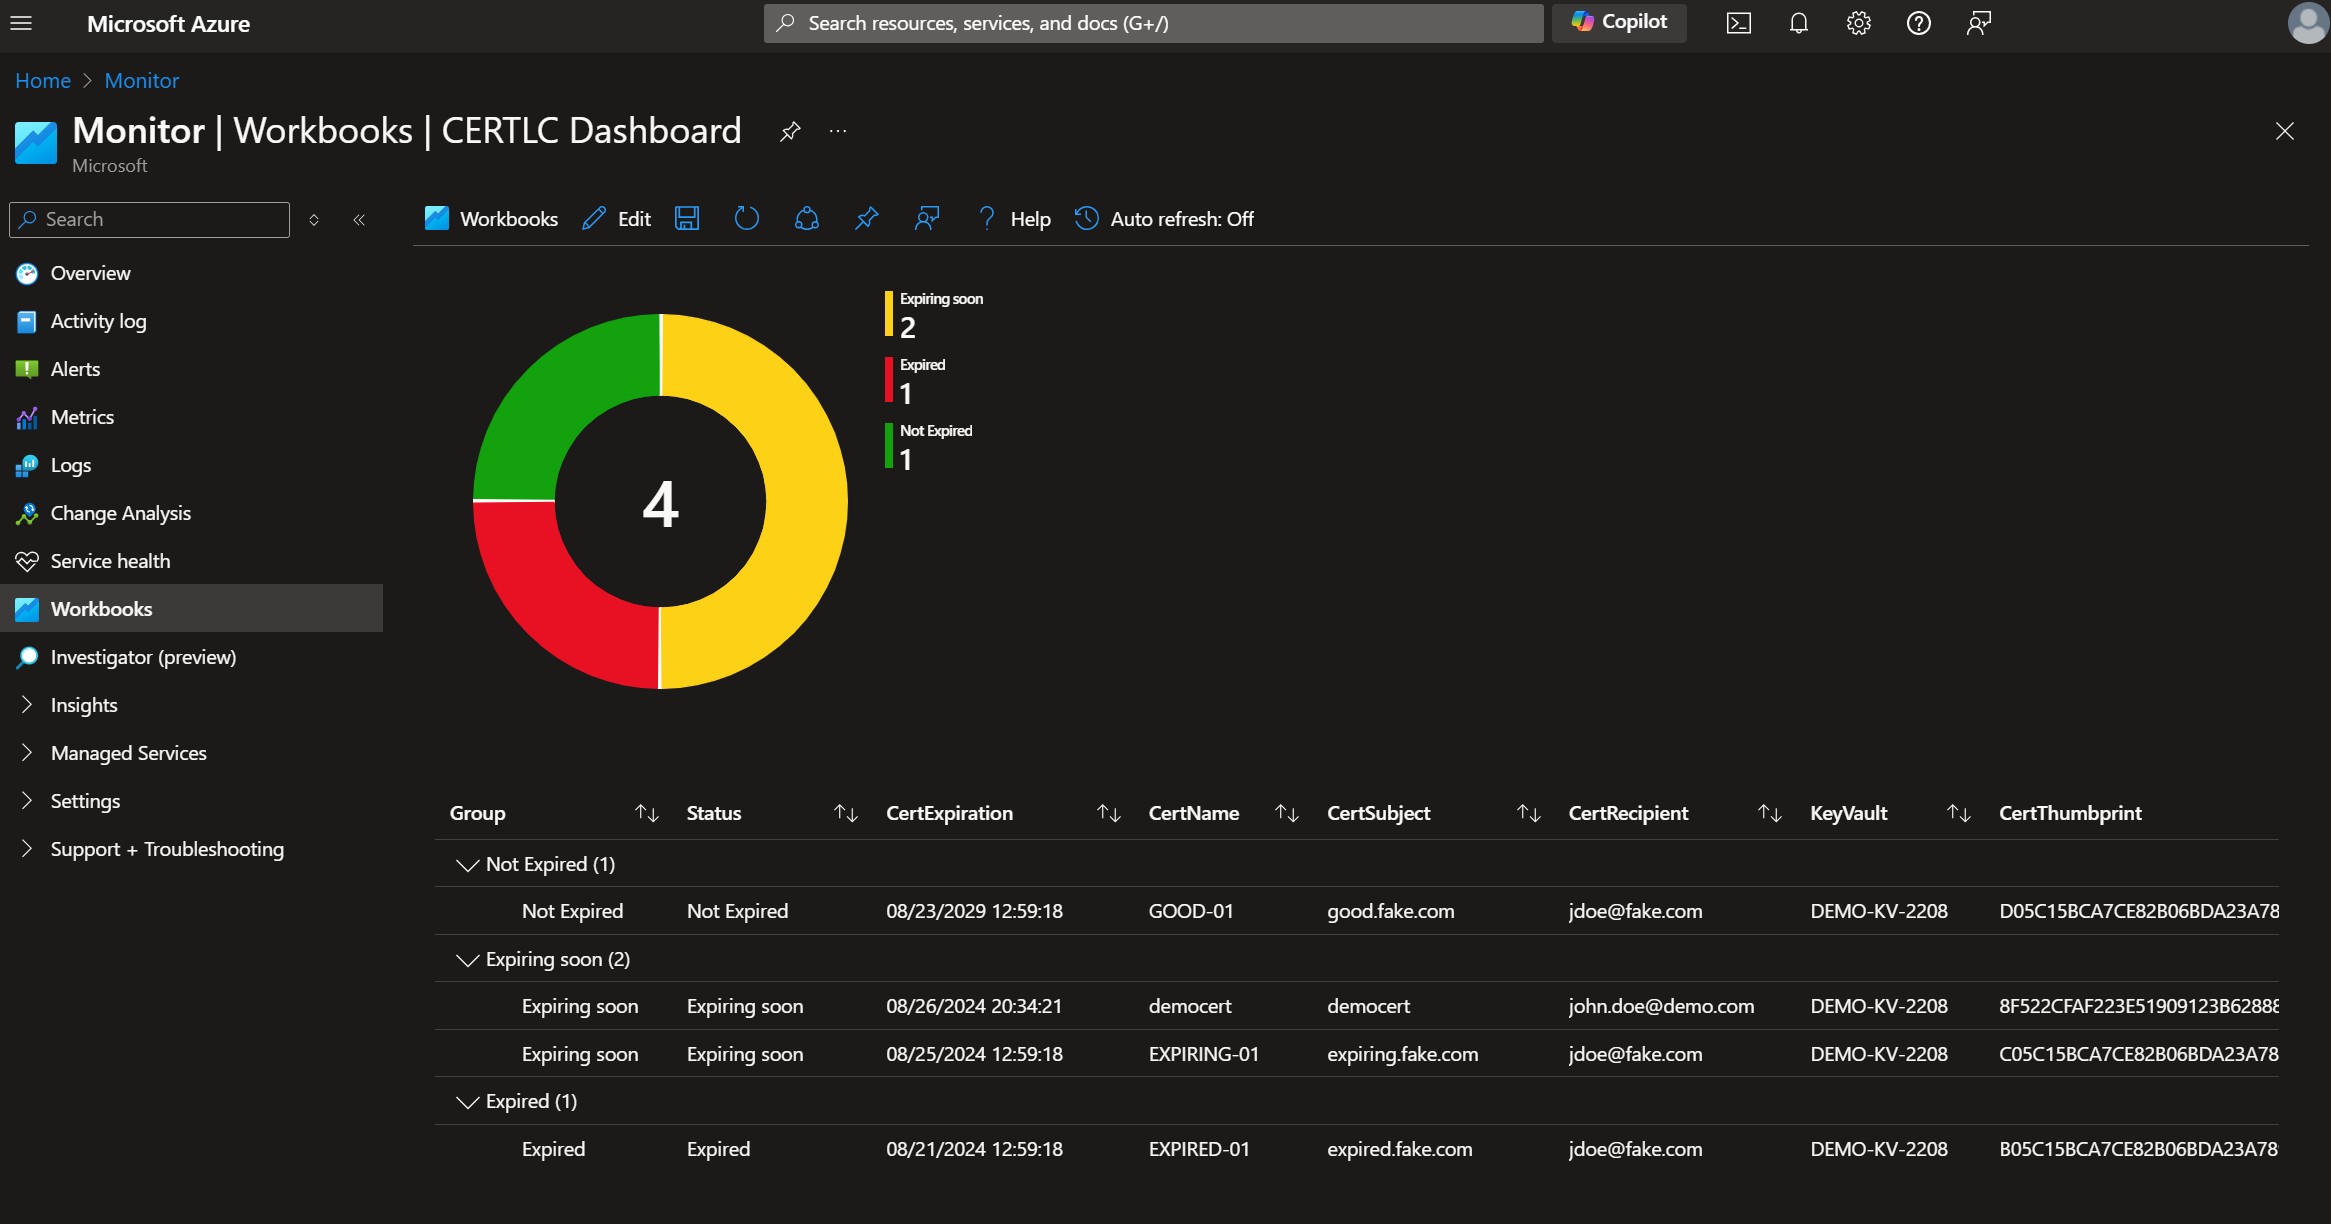 Microsoft Azure
Search resources, services, and docs (G+/)
Copilot
Home > Monitor
Monitor | Workbooks | CERTLC Dashboard
Microsoft
Search
Workbooks
Edit
Help
Auto refresh: Off
Overview
Activity log
Alerts
Metrics
Logs
Change Analysis
Service health
Workbooks
Investigator (preview)
Insights
Managed Services
Settings
Support + Troubleshooting
4
Expiring soon
2
Expired
1
Not Expired
1
Group Status CertExpiration CertName CertSubject CertRecipient KeyVault CertThumbprint
Not Expired (1)
Not Expired Not Expired 08/23/2029 12:59:18 GOOD-01 good.fake.com jdoe@fake.com DEMO-KV-2208 D05C15BCA7CE82B06BDA23A78
Expiring soon (2)
Expiring soon Expiring soon 08/26/2024 20:34:21 democert democert john.doe@demo.com DEMO-KV-2208 8F522CFAF223E51909123B62888
Expiring soon Expiring soon 08/25/2024 12:59:18 EXPIRING-01 expiring.fake.com jdoe@fake.com DEMO-KV-2208 C05C15BCA7CE82B06BDA23A78
Expired (1)
Expired Expired 08/21/2024 12:59:18 EXPIRED-01 expired.fake.com jdoe@fake.com DEMO-KV-2208 B05C15BCA7CE82B06BDA23A789